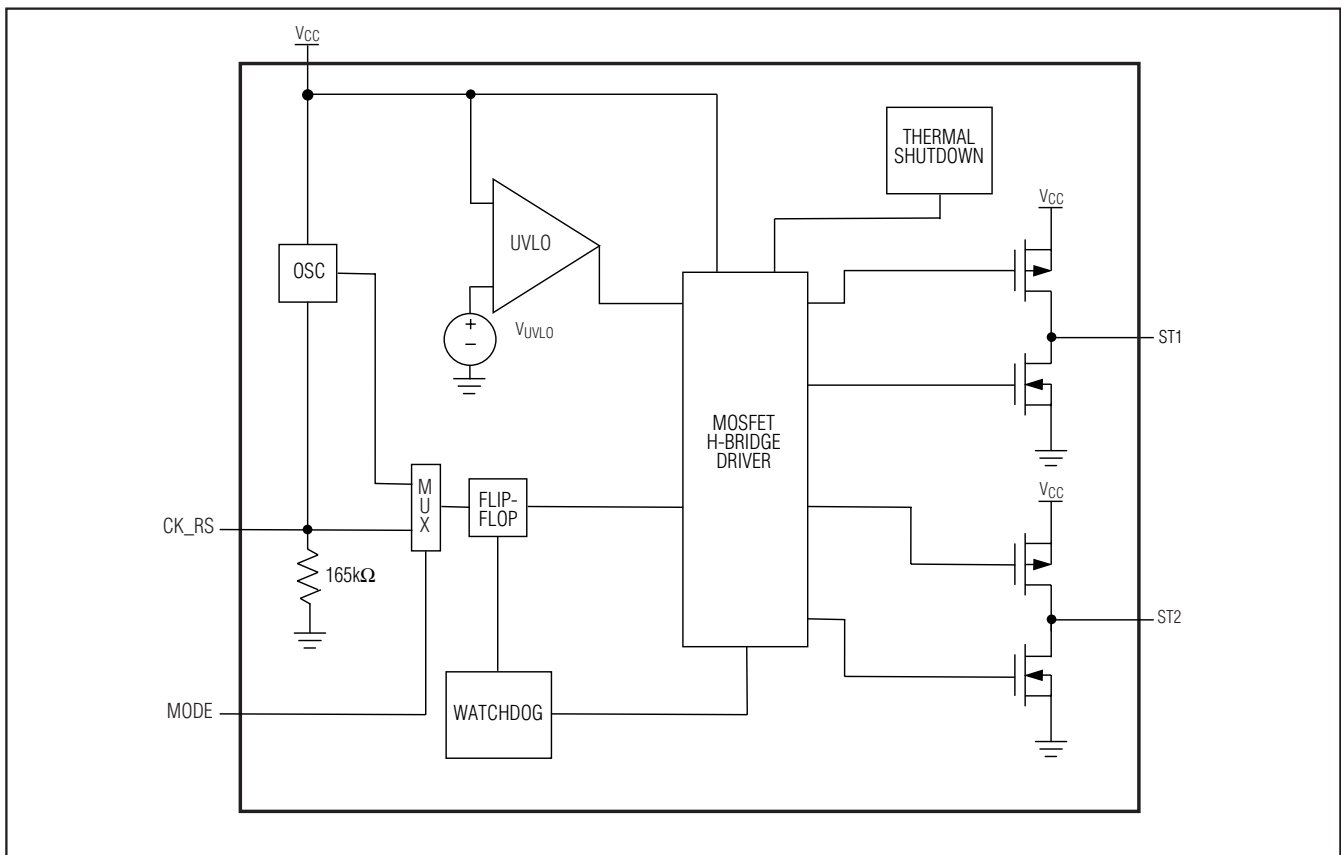 VCC
THERMAL
SHUTDOWN
VCC
UVLO
OSC
+
−
VUVLO
ST1
MOSFET
H-BRIDGE
DRIVER
MUX
FLIP-
FLOP
VCC
CK_RS
165kΩ
ST2
MODE
WATCHDOG